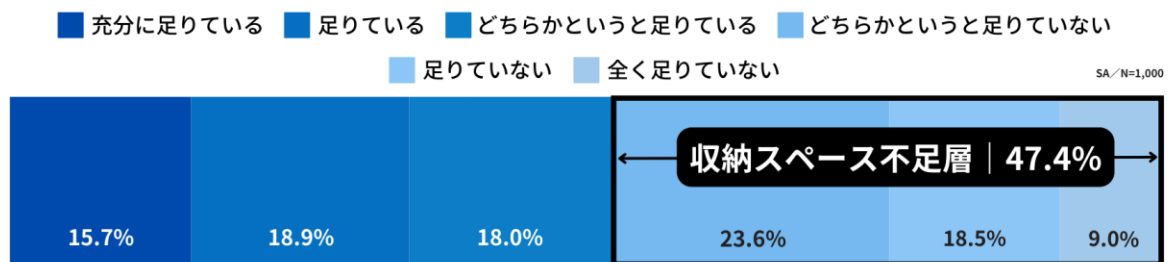 充分に足りている 足りている どちらかというと足りている どちらかというと足りていない
足りていない 全く足りていない
SA／N=1,000
収納スペース不足層｜47.4%
15.7% 18.9% 18.0% 23.6% 18.5% 9.0%